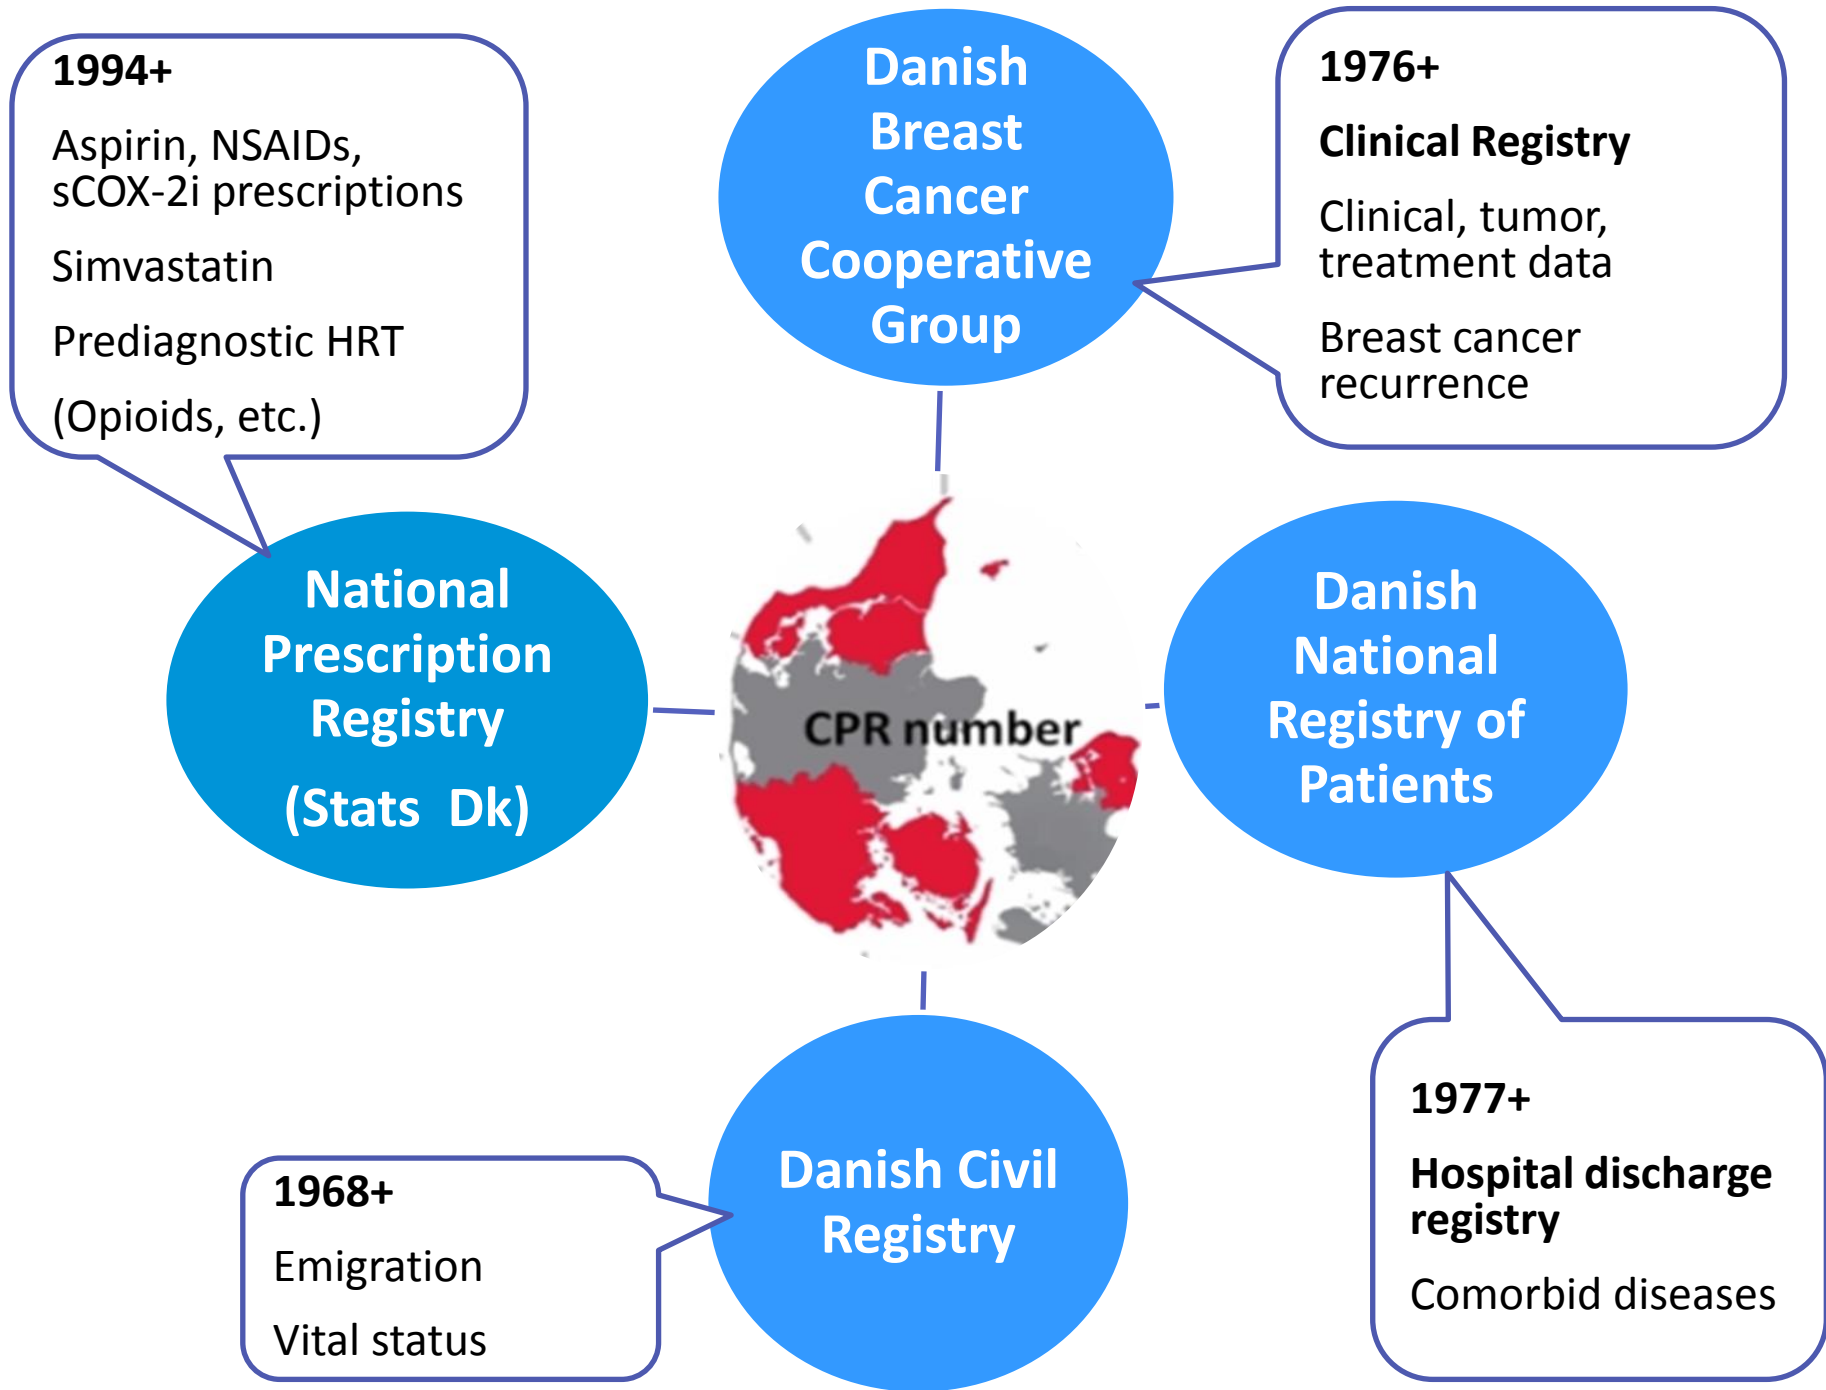 1994+
Aspirin, NSAIDs,
sCOX-2i prescriptions
Simvastatin
Prediagnostic HRT
(Opioids, etc.)
Danish
Breast
Cancer
Cooperative
Group
1976+
Clinical Registry
Clinical, tumor,
treatment data
Breast cancer
recurrence
National
Prescription
Registry
(Stats Dk)
CPR number
Danish
National
Registry of
Patients
1968+
Emigration
Vital status
Danish Civil
Registry
1977+
Hospital discharge
registry
Comorbid diseases